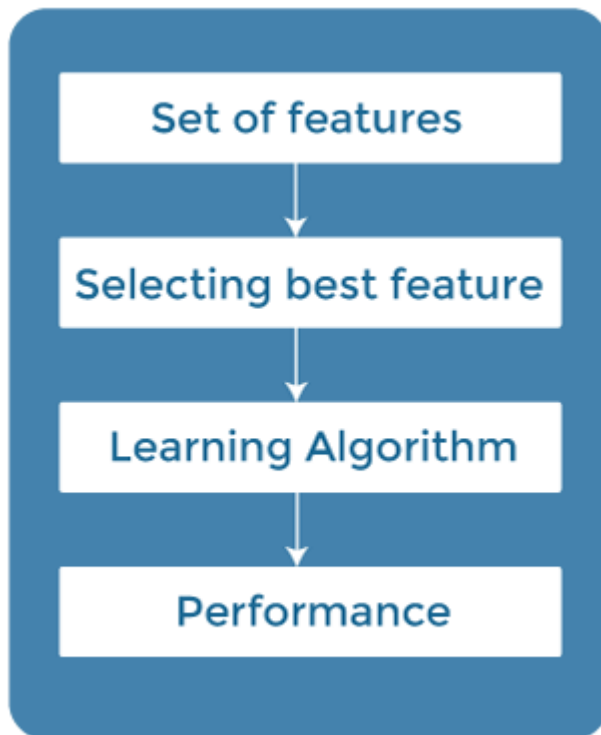 Set of features
Selecting best feature
Learning Algorithm
Performance